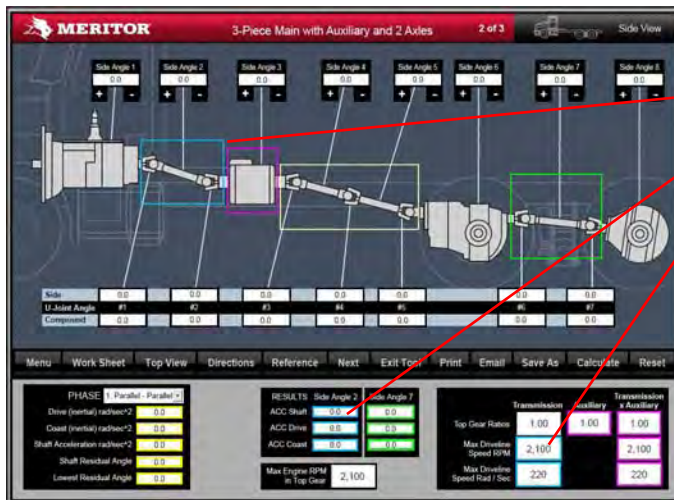 MERITOR 3-Piece Main with Auxiliary and 2 Axles 2 of 3 Side View
Side Angle 1 Side Angle 2 Side Angle 3 Side Angle 4 Side Angle 5 Side Angle 6 Side Angle 7 Side Angle 8
0.0 0.0 0.0 0.0 0.0 0.0 0.0 0.0
+ - + - + - + - + - + - + - + -
Side 0.0 0.0 0.0 0.0 0.0 0.0 0.0
U-Joint Angle #1 #2 #3 #4 #5 #6 #7
Compound 0.0 0.0 0.0 0.0 0.0 0.0 0.0
Menu Work Sheet Top View Directions Reference Next Exit Tool Print Email Save As Calculate Reset
PHASE 1. Parallel - Parallel
Drive (inertial) rad/sec^2 0.0
Coast (inertial) rad/sec^2 0.0
Shaft Acceleration rad/sec^2 0.0
Shaft Residual Angle 0.0
Lowest Residual Angle 0.0
RESULTS Side Angle 2 Side Angle 7
ACC Shaft 0.0 0.0
ACC Drive 0.0 0.0
ACC Coast 0.0 0.0
Max Engine RPM in Top Gear 2,100
Transmission Auxiliary Transmission x Auxiliary
Top Gear Ratios 1.00 1.00 1.00
Max Driveline Speed RPM 2,100 2,100
Max Driveline Speed Rad / Sec 220 220